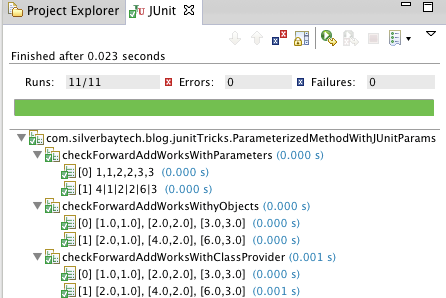 Project Explorer JUnit
Finished after 0.023 seconds
Runs: 11/11 Errors: 0 Failures: 0
com.silverbaytech.blog.junitTricks.ParameterizedMethodWithJUnitParams
checkForwardAddWorksWithParameters (0.000 s)
[0] 1,1,2,2,3,3 (0.000 s)
[1] 4|1|2|2|6|3 (0.000 s)
checkForwardAddWorksWithyObjects (0.000 s)
[0] [1.0,1.0], [2.0,2.0], [3.0,3.0] (0.000 s)
[1] [2.0,1.0], [4.0,2.0], [6.0,3.0] (0.000 s)
checkForwardAddWorksWithClassProvider (0.001 s)
[0] [1.0,1.0], [2.0,2.0], [3.0,3.0] (0.000 s)
[1] [2.0,1.0], [4.0,2.0], [6.0,3.0] (0.001 s)